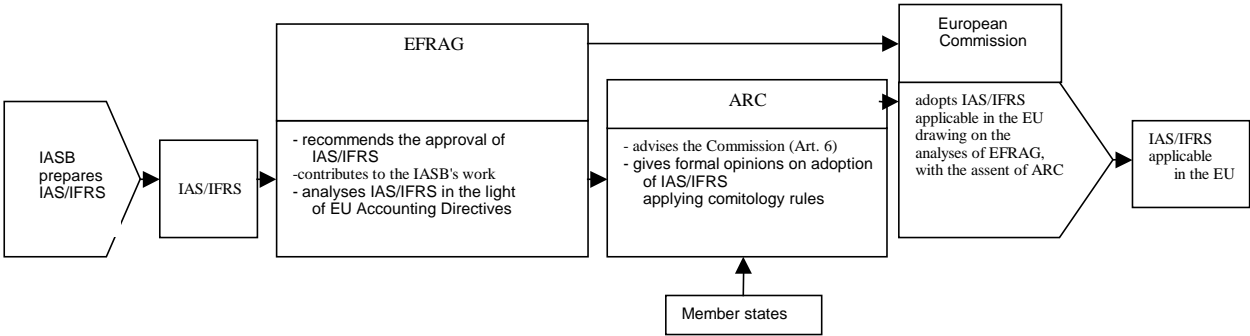 IASB
prepares
IAS/IFRS
IAS/IFRS
EFRAG
- recommends the approval of
IAS/IFRS
-contributes to the IASB's work
- analyses IAS/IFRS in the light
of EU Accounting Directives
ARC
- advises the Commission (Art. 6)
- gives formal opinions on adoption
of IAS/IFRS
applying comitology rules
Member states
European
Commission
adopts IAS/IFRS
applicable in the EU
drawing on the
analyses of EFRAG,
with the assent of ARC
IAS/IFRS
applicable
in the EU